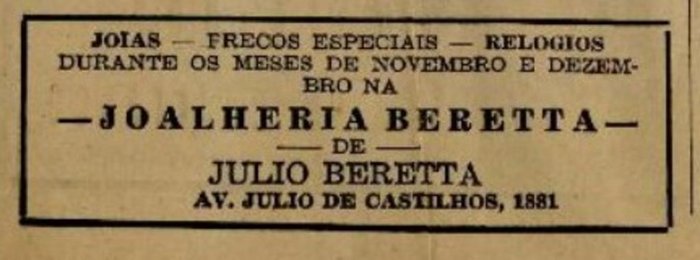 JOIAS — PREÇOS ESPECIAIS — RELOGIOS
DURANTE OS MESES DE NOVEMBRO E DEZEM-
BRO NA
— JOALHERIA BERETTA —
— DE —
JULIO BERETTA
AV. JULIO DE CASTILHOS, 1881